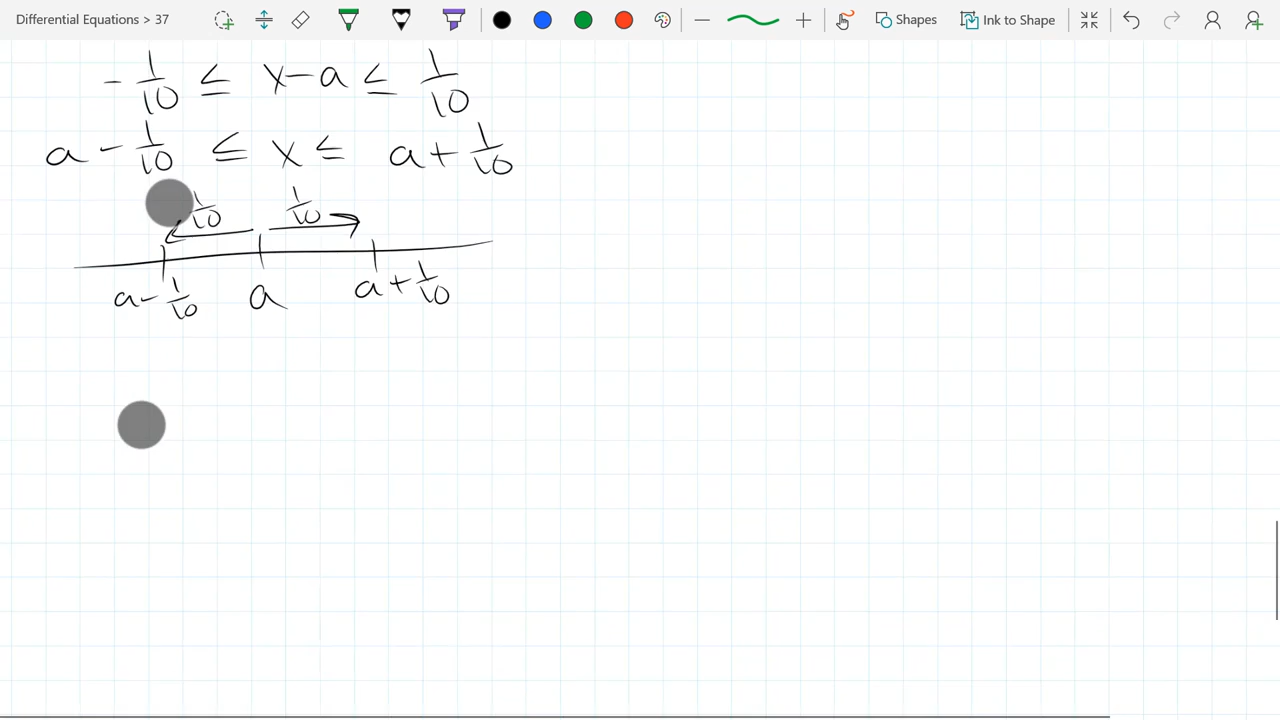 Differential Equations > 37
Shapes
Ink to Shape
- 1/10 ≤ x - a ≤ 1/10
a - 1/10 ≤ x ≤ a + 1/10
1/10 1/10
a - 1/10 a a + 1/10